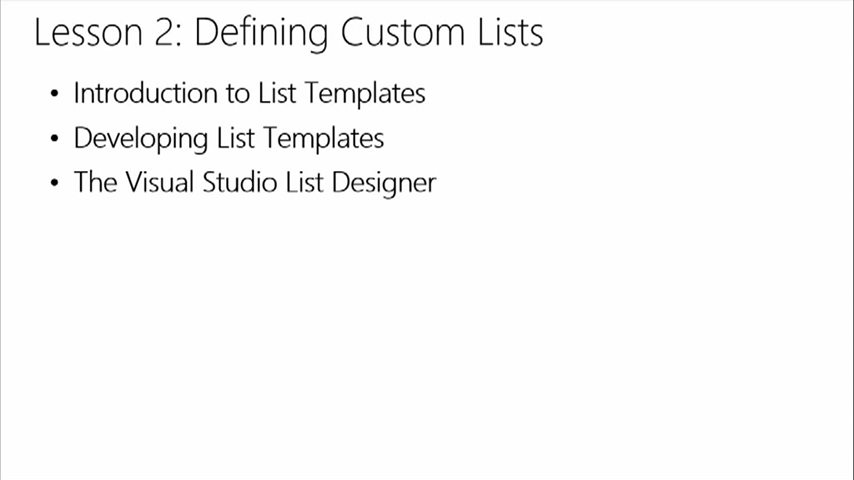 Lesson 2: Defining Custom Lists
• Introduction to List Templates
• Developing List Templates
• The Visual Studio List Designer